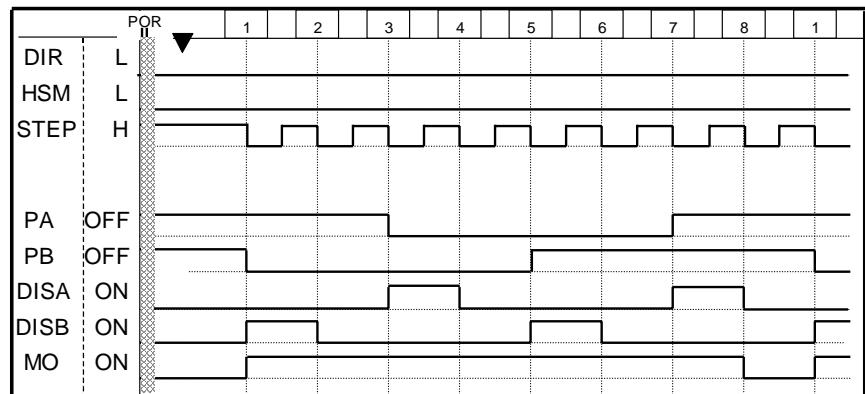 POR
1 2 3 4 5 6 7 8 1
DIR L
HSM L
STEP H
PA OFF
PB OFF
DISA ON
DISB ON
MO ON